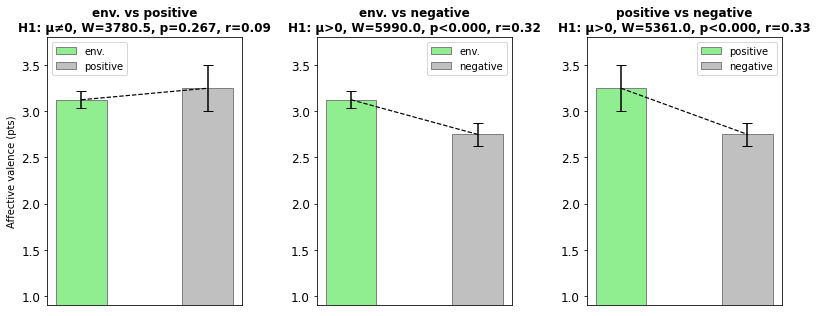 env. vs positive
H1: μ≠0, W=3780.5, p=0.267, r=0.09
env.
positive
3.5
3.0
2.5
2.0
1.5
1.0
Affective valence (pts)
env. vs negative
H1: μ>0, W=5990.0, p<0.000, r=0.32
env.
negative
3.5
3.0
2.5
2.0
1.5
1.0
positive vs negative
H1: μ>0, W=5361.0, p<0.000, r=0.33
positive
negative
3.5
3.0
2.5
2.0
1.5
1.0